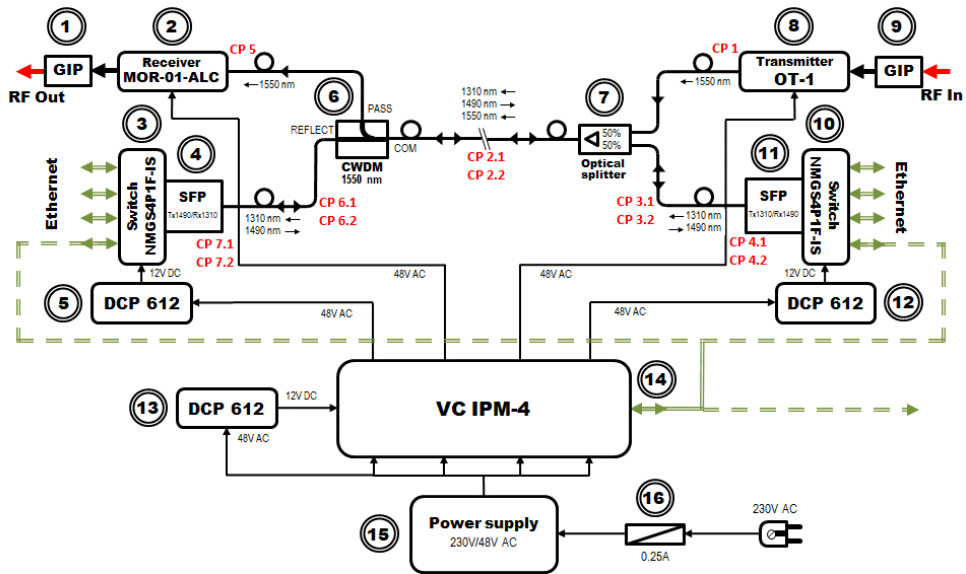 1
2
8
9
GIP
Receiver
MOR-01-ALC
CP 5
CP 1
Transmitter
OT-1
GIP
RF Out
RF In
← 1550 nm
← 1550 nm
6
7
PASS
REFLECT
COM
CWDM
1550 nm
1310 nm ←
1490 nm →
1550 nm ←
CP 2.1
CP 2.2
50%
50%
Optical
splitter
3
4
10
11
Ethernet
Switch
NMGS4P1F-IS
SFP
Tx1490/Rx1310
CP 6.1
CP 6.2
1310 nm ←
1490 nm →
CP 7.1
CP 7.2
CP 3.1
CP 3.2
1310 nm ←
1490 nm →
CP 4.1
CP 4.2
SFP
Tx1310/Rx1490
Switch
NMGS4P1F-IS
Ethernet
12V DC
48V AC
48V AC
12V DC
5
DCP 612
DCP 612
12
48V AC
48V AC
13
DCP 612
12V DC
48V AC
VC IPM-4
14
15
Power supply
230V/48V AC
16
0.25A
230V AC